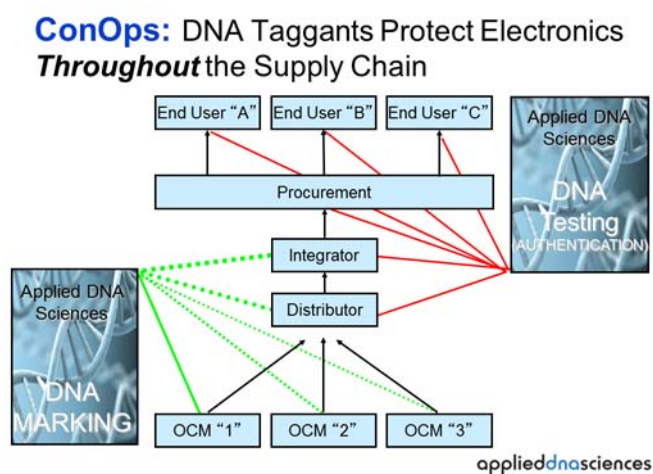 ConOps: DNA Taggants Protect Electronics
Throughout the Supply Chain
End User “A”
End User “B”
End User “C”
Applied DNA
Sciences
DNA
Testing
(AUTHENTICATION)
Procurement
Integrator
Distributor
Applied DNA
Sciences
DNA
MARKING
OCM “1”
OCM “2”
OCM “3”
applieddnasciences